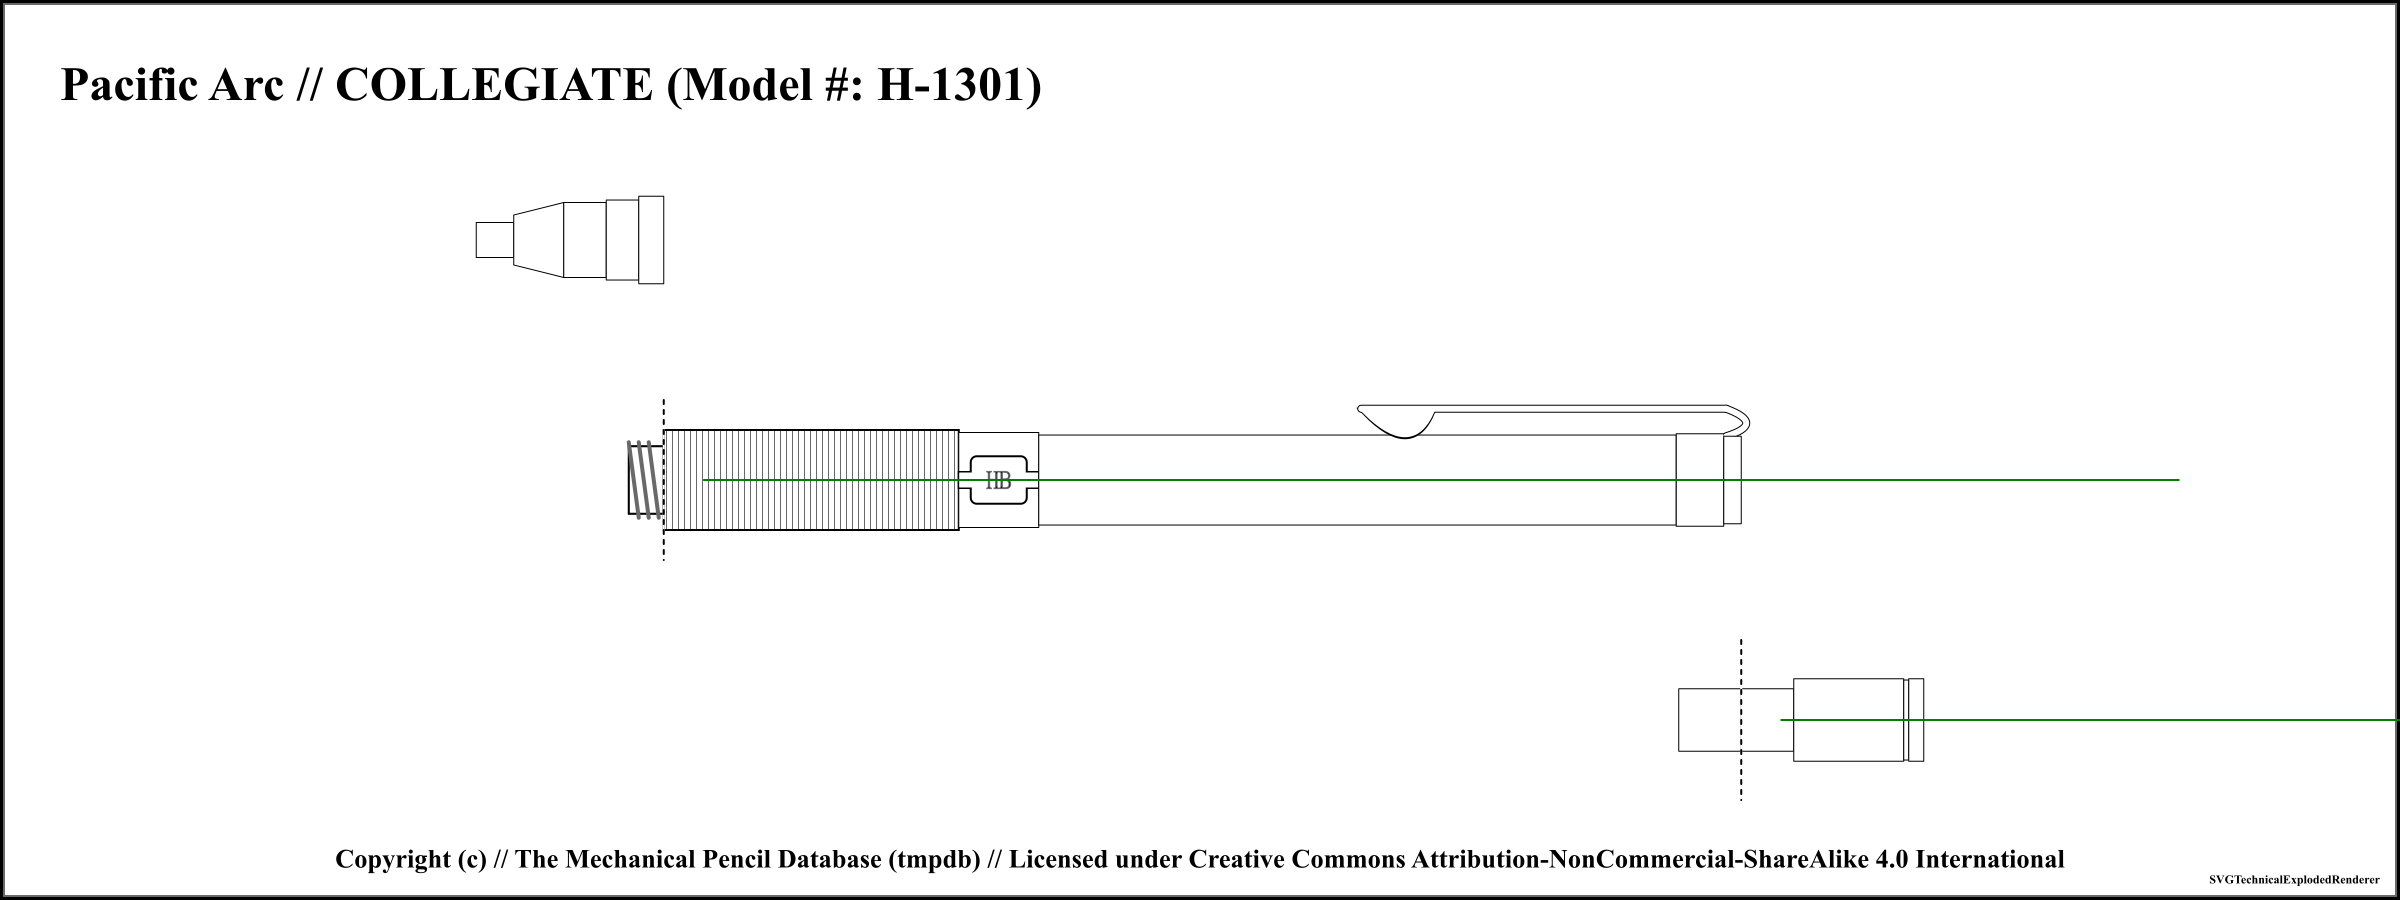 Pacific Arc // COLLEGIATE (Model #: H-1301)
HB
Copyright (c) // The Mechanical Pencil Database (tmpdb) // Licensed under Creative Commons Attribution-NonCommercial-ShareAlike 4.0 International
SVGTechnicalExplodedRenderer